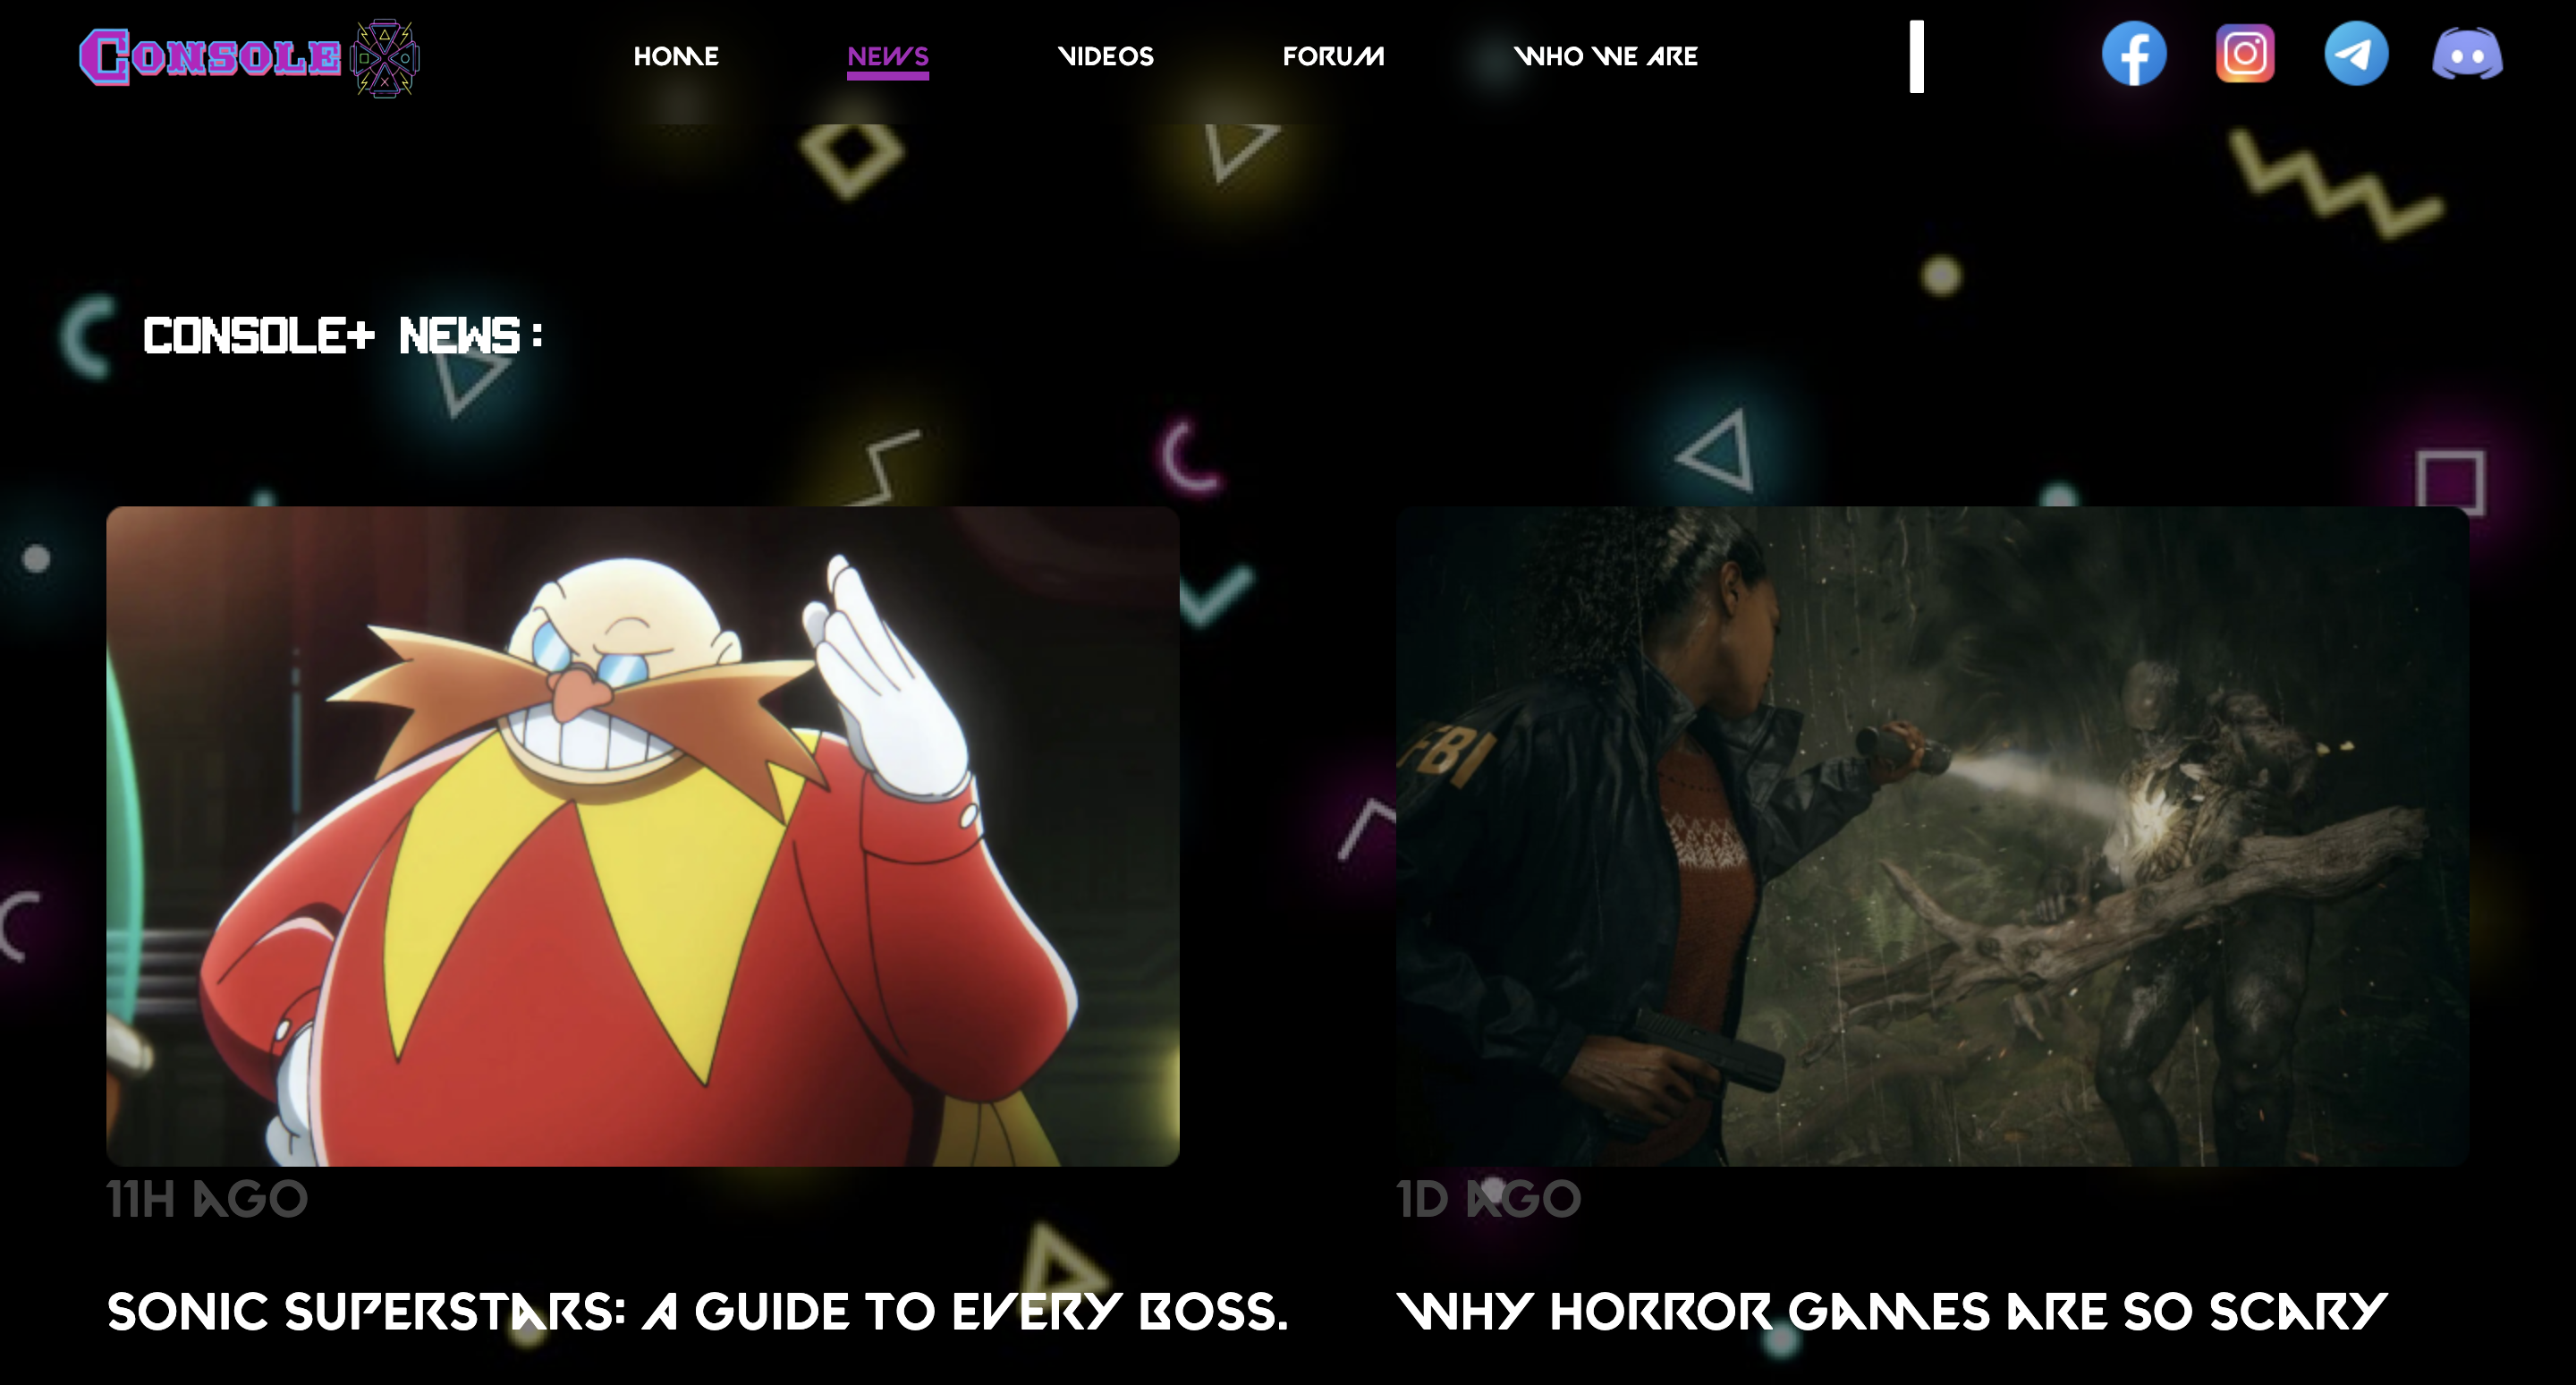 CONSOLE
HOME
NEWS
VIDEOS
FORUM
WHO WE ARE
CONSOLE+ NEWS:
FBI
11H AGO
1D AGO
SONIC SUPERSTARS: A GUIDE TO EVERY BOSS.
WHY HORROR GAMES ARE SO SCARY